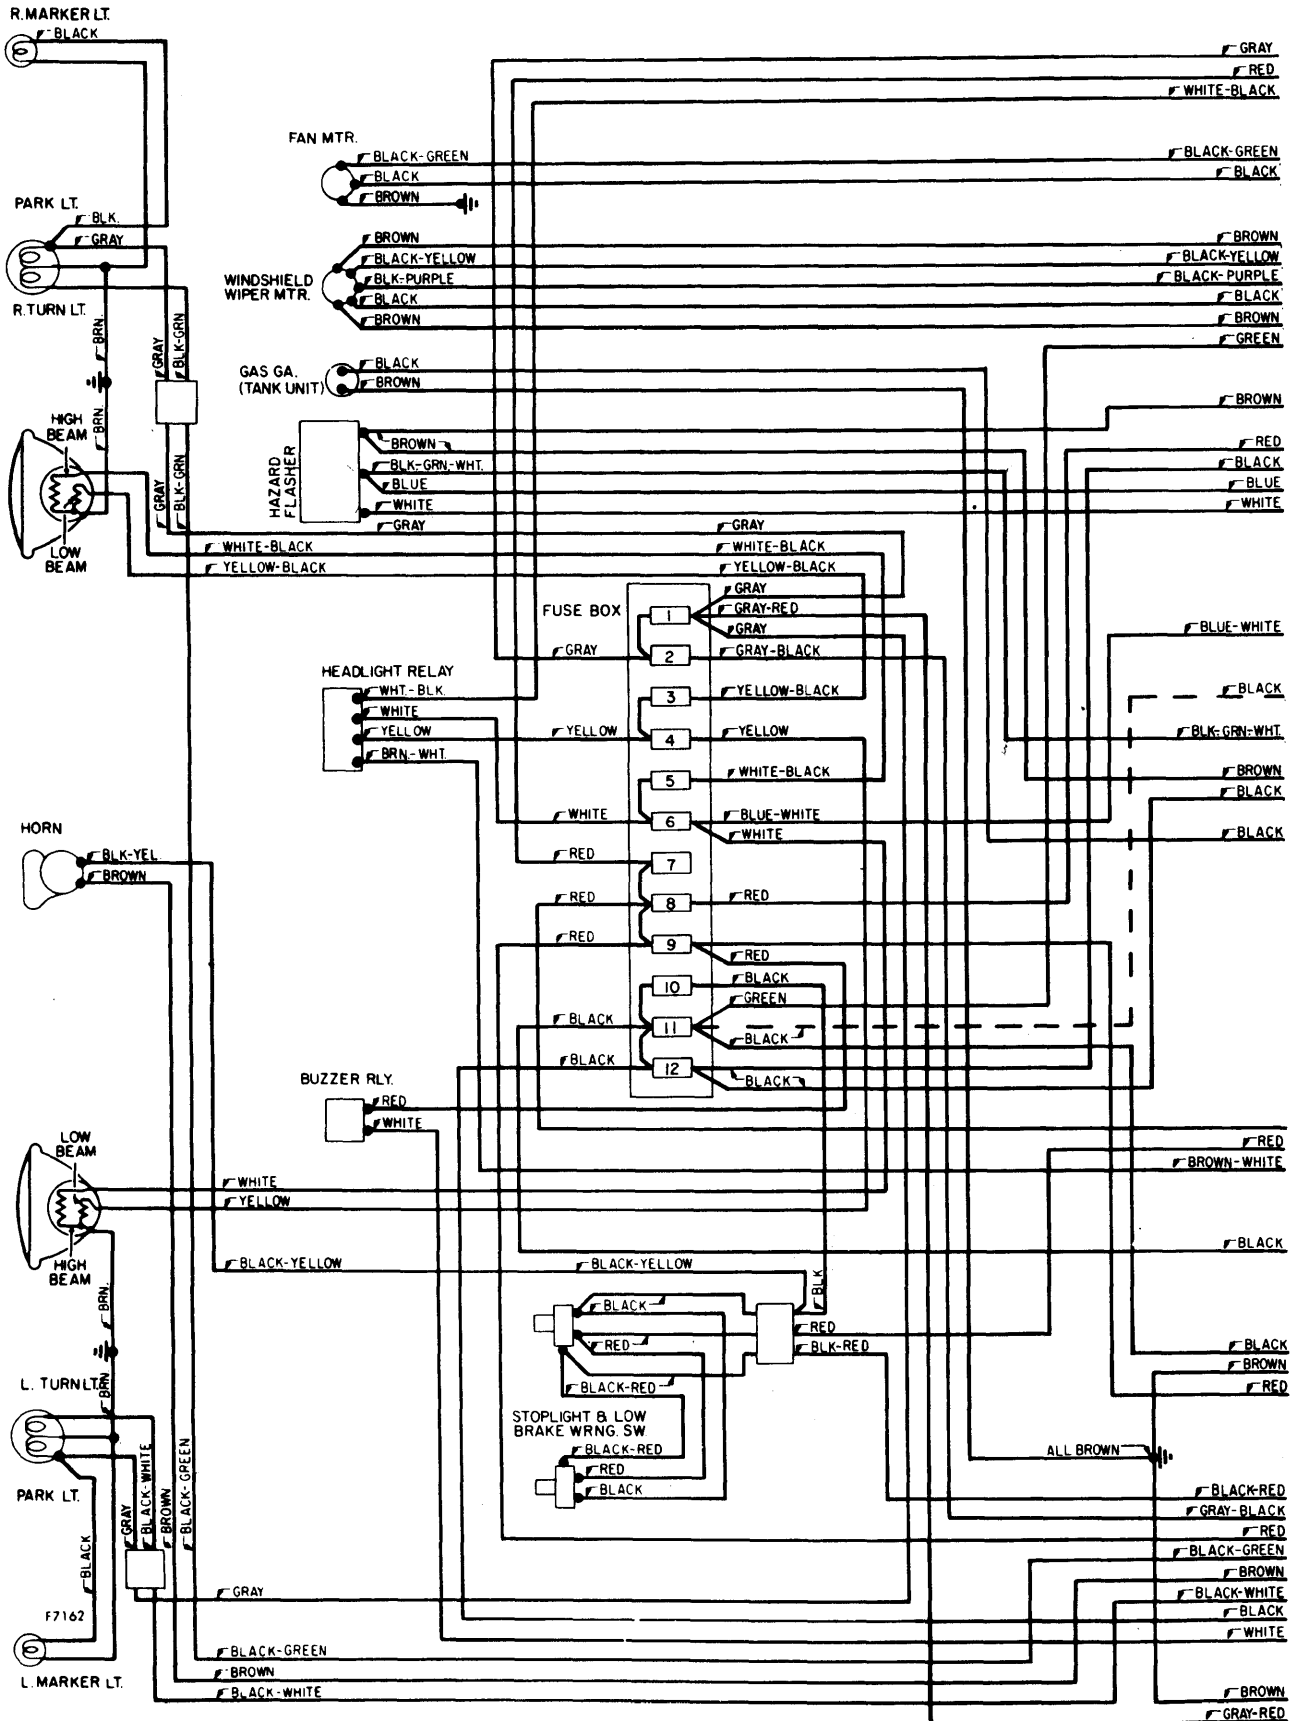 R. MARKER LT.
BLACK
GRAY
RED
WHITE-BLACK
FAN MTR.
BLACK-GREEN
BLACK
BROWN
BLACK-GREEN
BLACK
PARK LT.
BLK.
GRAY
R. TURN LT.
BRN.
GRAY
BLK-GRN
WINDSHIELD
WIPER MTR.
BROWN
BLACK-YELLOW
BLK-PURPLE
BLACK
BROWN
BROWN
BLACK-YELLOW
BLACK-PURPLE
BLACK
BROWN
GREEN
GAS GA.
(TANK UNIT)
BLACK
BROWN
BROWN
HIGH
BEAM
BRN.
GRAY
BLK-GRN
LOW
BEAM
HAZARD
FLASHER
BROWN
BLK-GRN-WHT.
BLUE
WHITE
GRAY
RED
BLACK
BLUE
WHITE
WHITE-BLACK
YELLOW-BLACK
GRAY
WHITE-BLACK
YELLOW-BLACK
FUSE BOX
GRAY
1
GRAY-RED
GRAY
BLUE-WHITE
GRAY
2
GRAY-BLACK
HEADLIGHT RELAY
WHT.-BLK.
WHITE
YELLOW
BRN.-WHT.
3
YELLOW-BLACK
BLACK
YELLOW
4
YELLOW
BLK-GRN-WHT.
5
WHITE-BLACK
BROWN
BLACK
WHITE
6
BLUE-WHITE
WHITE
BLACK
HORN
BLK-YEL
BROWN
RED
7
RED
8
RED
RED
9
RED
10
BLACK
GREEN
BLACK
11
BLACK
BLACK
12
BLACK
BUZZER RLY.
RED
WHITE
RED
BROWN-WHITE
LOW
BEAM
WHITE
YELLOW
HIGH
BEAM
BLACK
BLACK-YELLOW
BLACK-YELLOW
BRN.
BLACK
RED
BLACK-RED
BLK
RED
BLK-RED
BLACK
BROWN
RED
L. TURN LT.
BRN
STOPLIGHT & LOW
BRAKE WRNG. SW.
BLACK-RED
RED
BLACK
ALL BROWN
PARK LT.
BLACK
GRAY
BLACK-WHITE
BROWN
BLACK-GREEN
BLACK-RED
GRAY-BLACK
RED
BLACK-GREEN
BROWN
BLACK-WHITE
BLACK
WHITE
GRAY
F7162
L. MARKER LT.
BLACK-GREEN
BROWN
BLACK-WHITE
BROWN
GRAY-RED